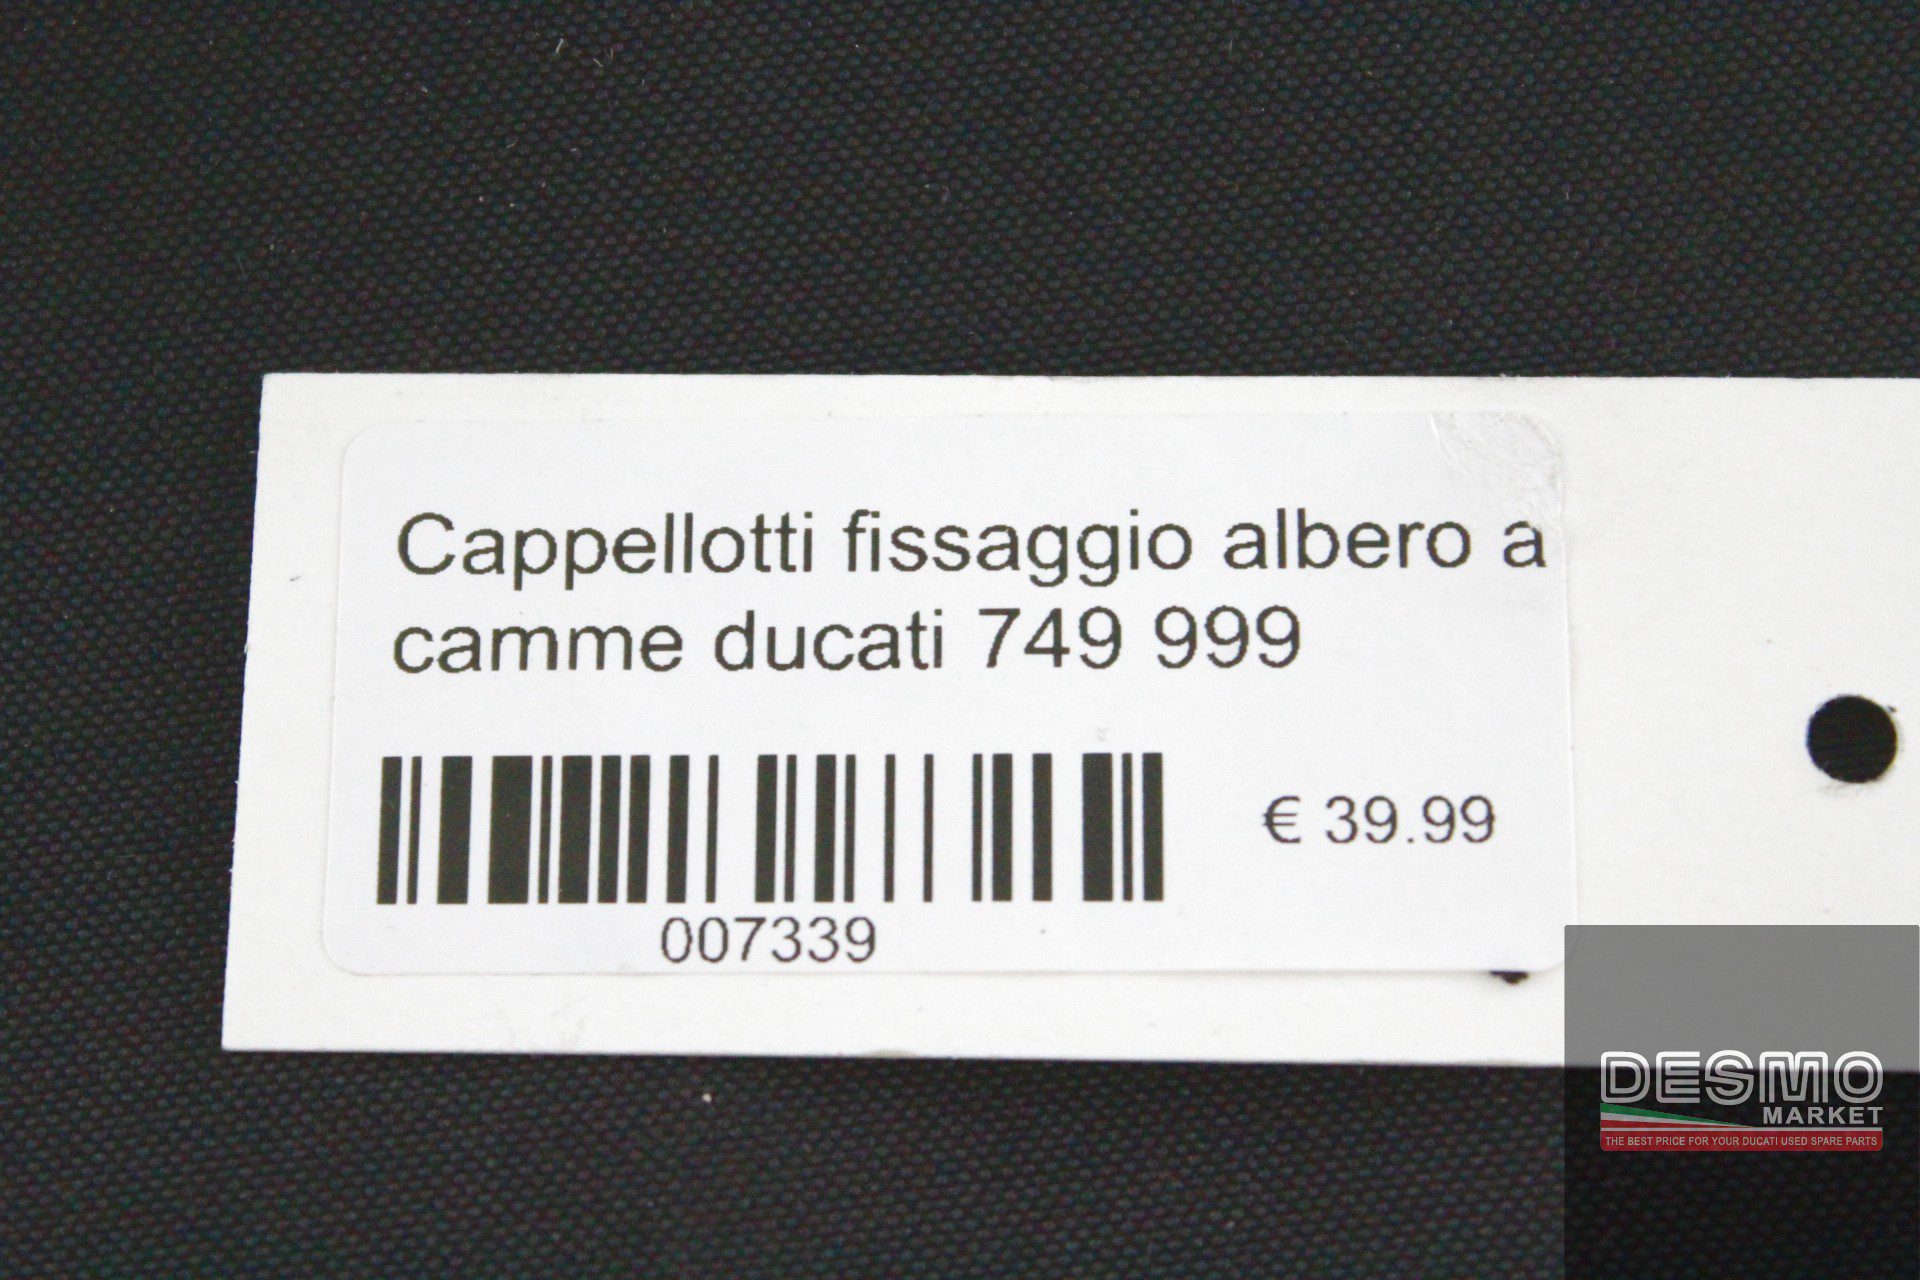 Cappellotti fissaggio albero a
camme ducati 749 999
€ 39.99
007339
DESMO
MARKET
THE BEST PRICE FOR YOUR DUCATI USED SPARE PARTS